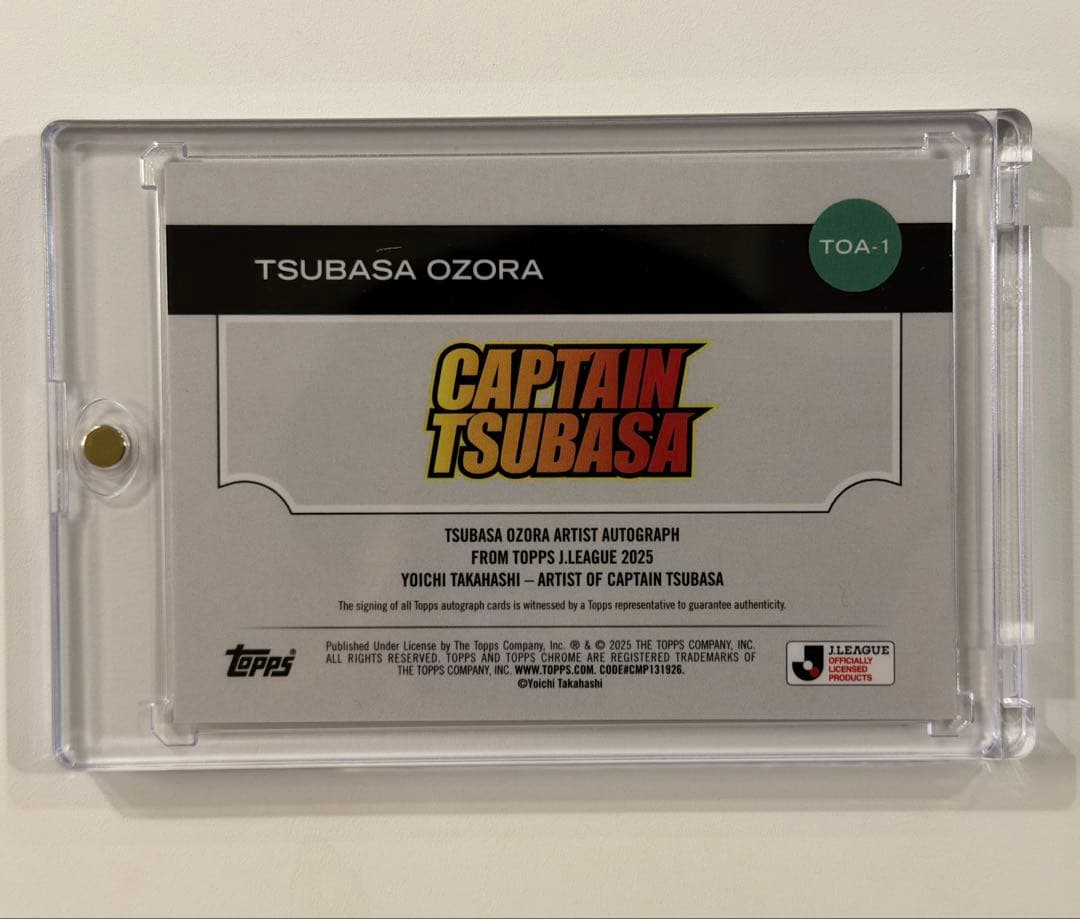 TSUBASA OZORA
TOA-1
CAPTAIN
TSUBASA
TSUBASA OZORA ARTIST AUTOGRAPH
FROM TOPPS J.LEAGUE 2025
YOICHI TAKAHASHI – ARTIST OF CAPTAIN TSUBASA
The signing of all Topps autograph cards is witnessed by a Topps representative to guarantee authenticity.
topps®
Published Under License by The Topps Company, Inc. ® & © 2025 THE TOPPS COMPANY, INC.
ALL RIGHTS RESERVED. TOPPS AND TOPPS CHROME ARE REGISTERED TRADEMARKS OF
THE TOPPS COMPANY, INC. WWW.TOPPS.COM. CODE#CMP131926.
©Yoichi Takahashi
J.LEAGUE
OFFICIALLY
LICENSED
PRODUCTS